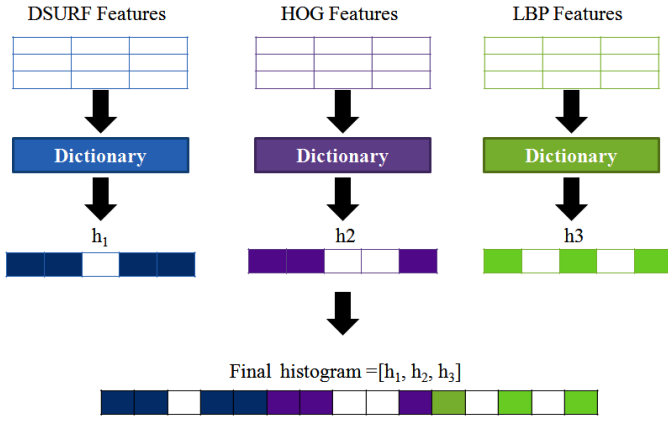 DSURF Features HOG Features LBP Features
Dictionary Dictionary Dictionary
h₁ h2 h3
Final histogram =[h₁, h₂, h₃]